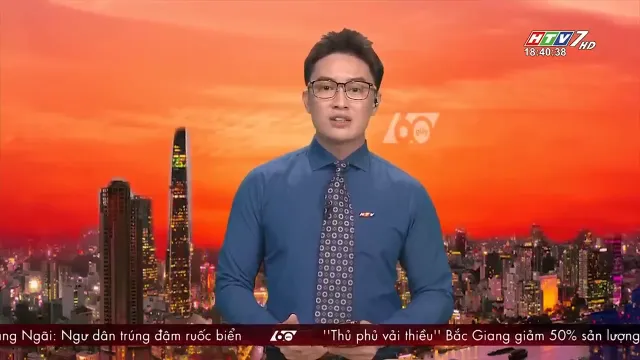 HTV7 HD
18:40:38
60 giây
HTV
ng Ngãi: Ngư dân trúng đậm ruốc biển 60 "Thủ phủ vải thiều" Bắc Giang giảm 50% sản lượng